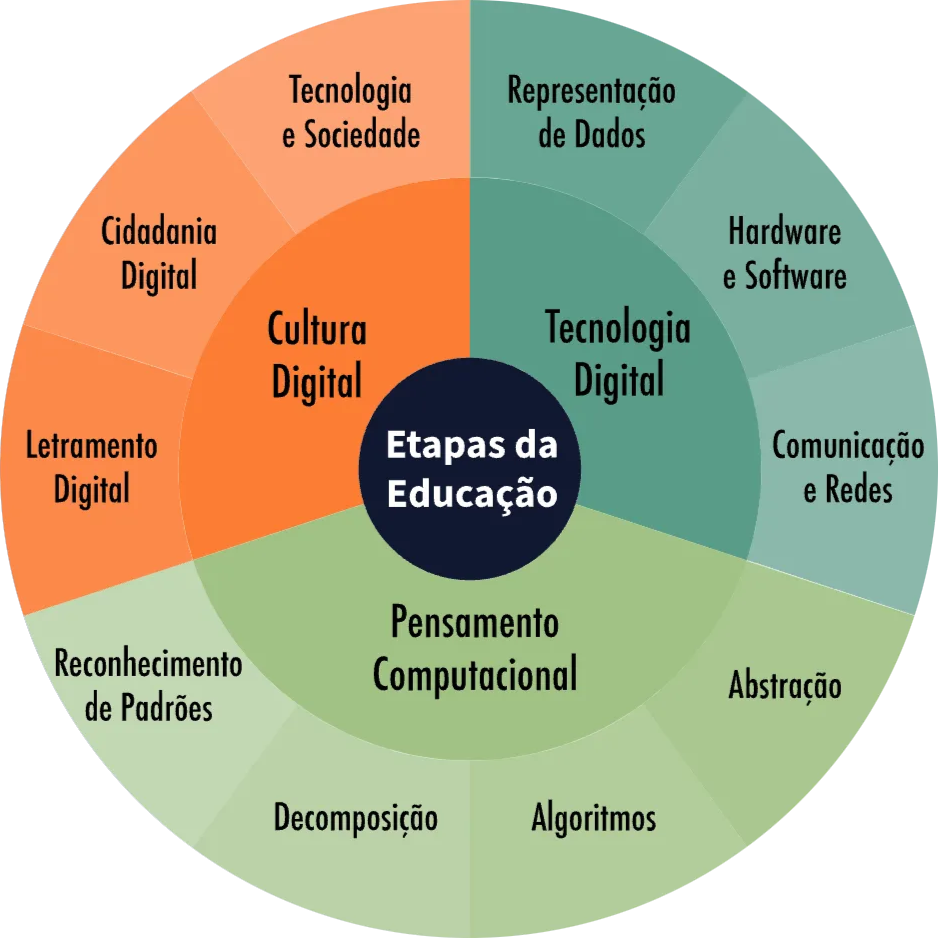 Tecnologia
e Sociedade
Representação
de Dados
Cidadania
Digital
Hardware
e Software
Cultura
Digital
Tecnologia
Digital
Letramento
Digital
Etapas da
Educação
Comunicação
e Redes
Pensamento
Computacional
Reconhecimento
de Padrões
Abstração
Decomposição
Algoritmos